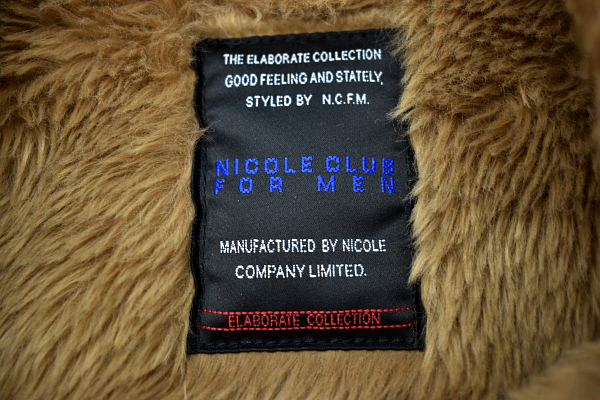 THE ELABORATE COLLECTION
GOOD FEELING AND STATELY,
STYLED BY N.C.F.M.
NICOLE CLUB
FOR MEN
MANUFACTURED BY NICOLE
COMPANY LIMITED.
ELABORATE COLLECTION